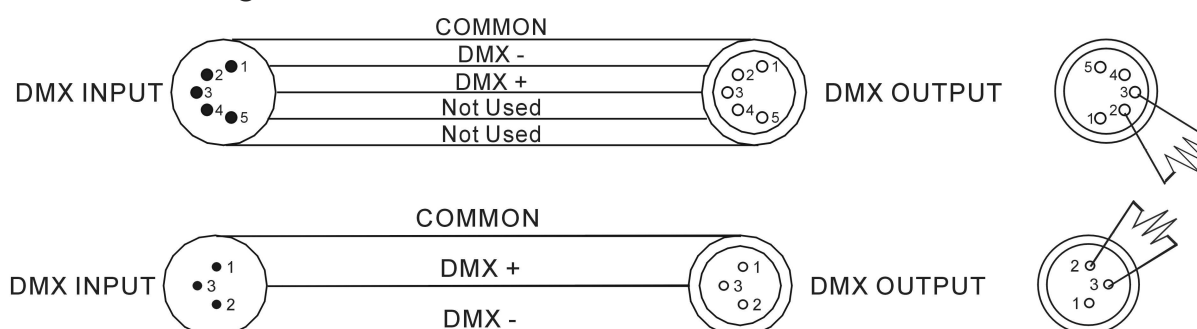 COMMON
DMX -
DMX INPUT
DMX +
DMX OUTPUT
Not Used
Not Used
1
2
3
4
5
1
2
3
4
5
5
4
3
2
1
COMMON
DMX INPUT
DMX +
DMX OUTPUT
DMX -
1
3
2
1
3
2
2
3
1